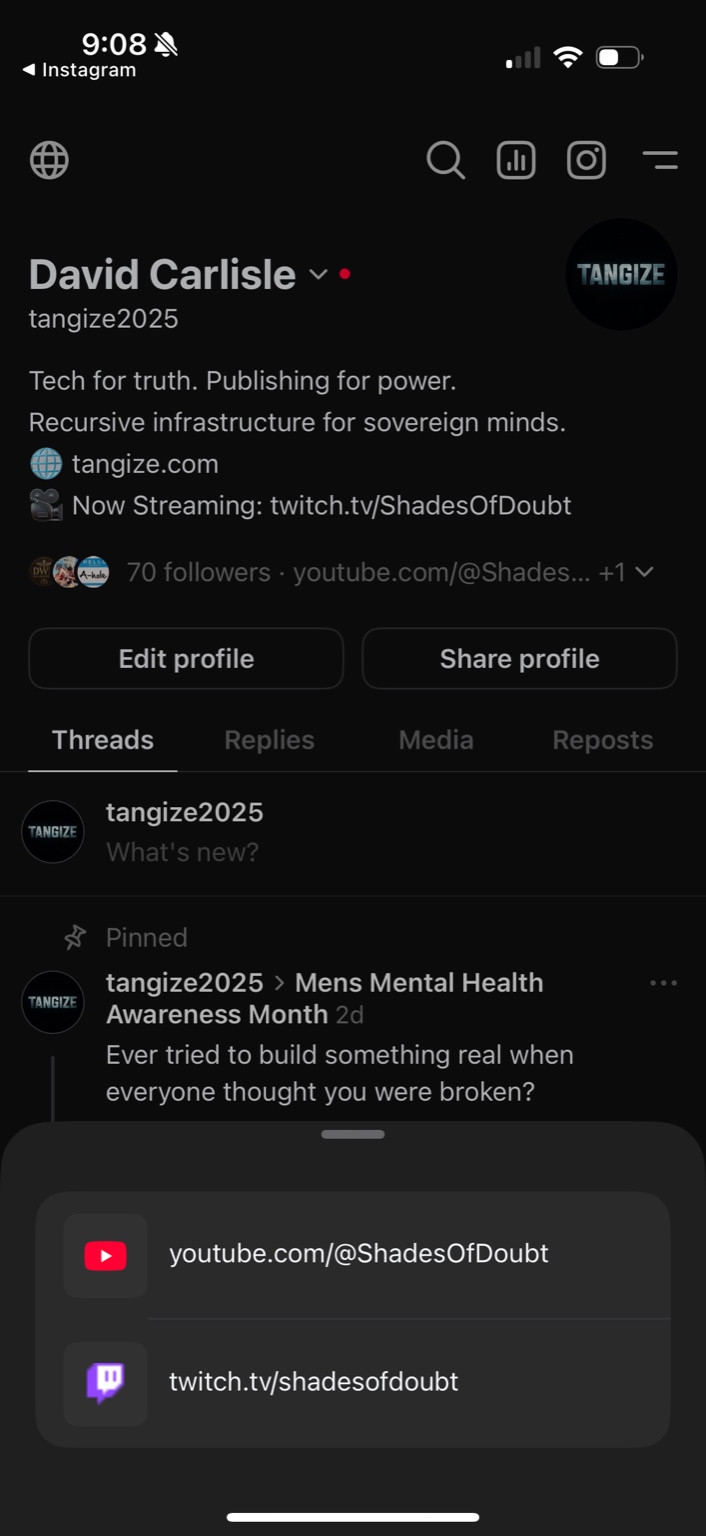 9:08
◀ Instagram
David Carlisle
TANGIZE
tangize2025
Tech for truth. Publishing for power.
Recursive infrastructure for sovereign minds.
🌐 tangize.com
🎥 Now Streaming: twitch.tv/ShadesOfDoubt
DW
HELLO
A-hole
70 followers · youtube.com/@Shades... +1
Edit profile
Share profile
Threads Replies Media Reposts
TANGIZE
tangize2025
What's new?
Pinned
TANGIZE
tangize2025 > Mens Mental Health
Awareness Month 2d
Ever tried to build something real when
everyone thought you were broken?
youtube.com/@ShadesOfDoubt
twitch.tv/shadesofdoubt